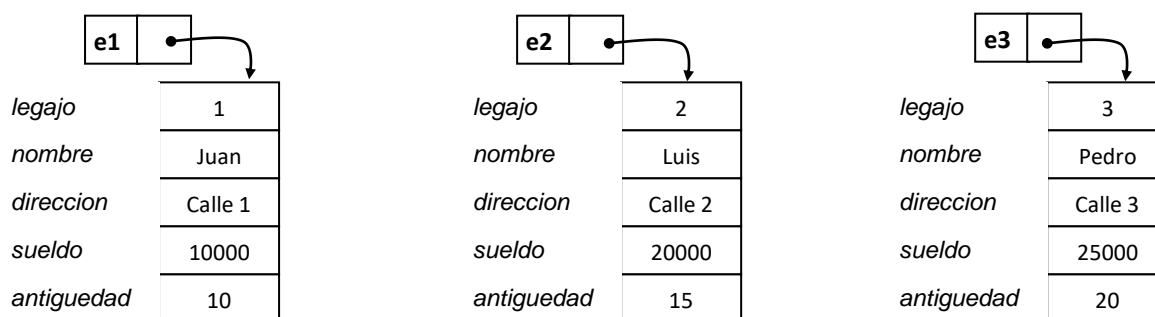 e1 e2 e3
legajo 1 legajo 2 legajo 3
nombre Juan nombre Luis nombre Pedro
direccion Calle 1 direccion Calle 2 direccion Calle 3
sueldo 10000 sueldo 20000 sueldo 25000
antiguedad 10 antiguedad 15 antiguedad 20